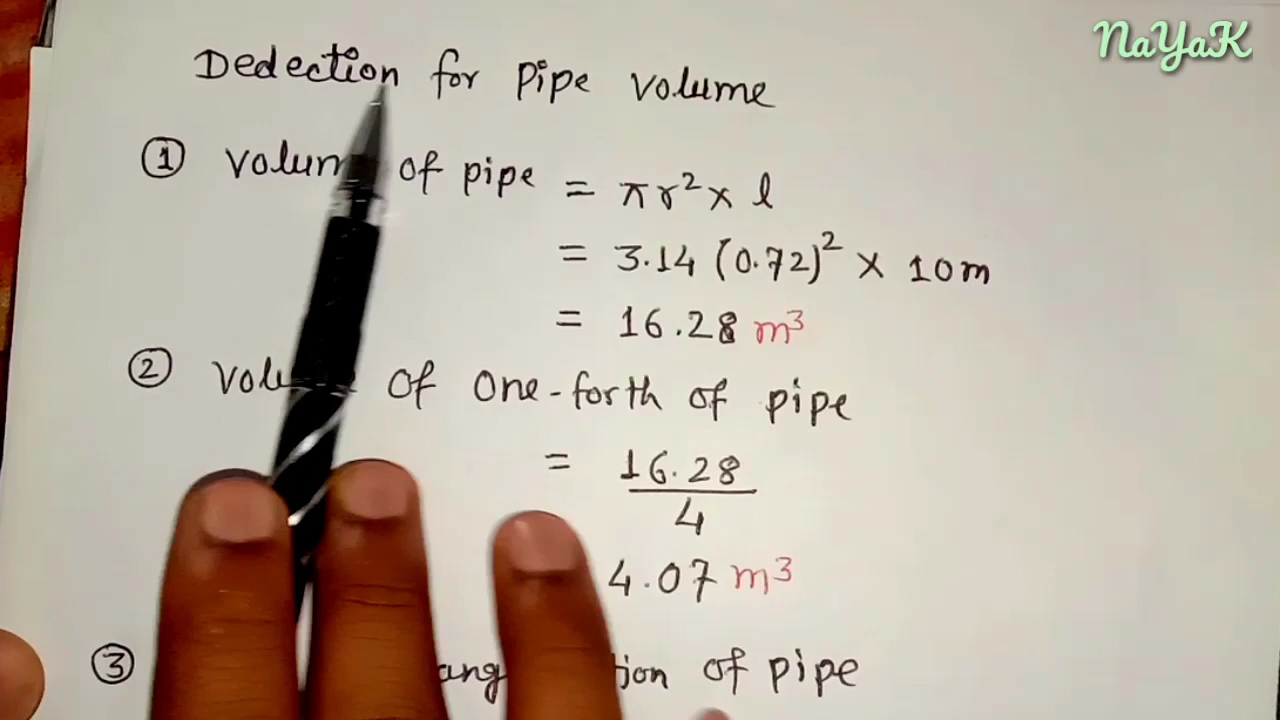 NaYaK
Dedection for pipe volume
① of pipe = πr² × l
= 3.14 (0.72)² × 10m
= 16.28 m³
② of one-forth of pipe
= 16.28
4
4.07 m³
③ of pipe